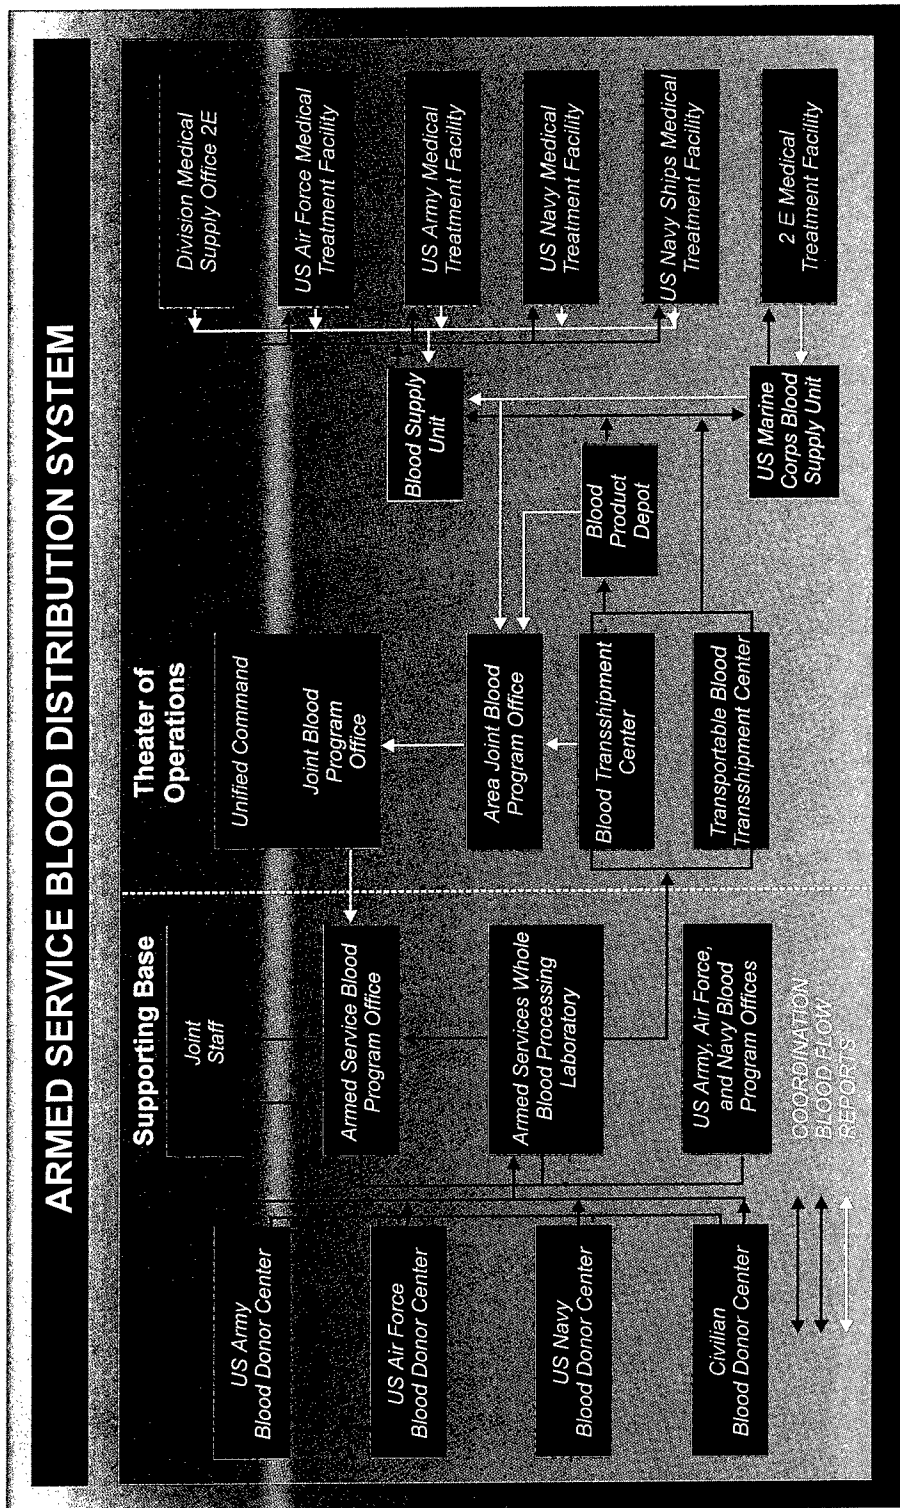 ARMED SERVICE BLOOD DISTRIBUTION SYSTEM
Supporting Base
Theater of
Operations
US Army
Blood Donor Center
US Air Force
Blood Donor Center
US Navy
Blood Donor Center
Civilian
Blood Donor Center
Joint
Staff
Armed Service Blood
Program Office
Armed Services Whole
Blood Processing
Laboratory
US Army, Air Force,
and Navy Blood
Program Offices
COORDINATION
BLOOD FLOW
REPORTS
Unified Command
Joint Blood
Program
Office
Area Joint Blood
Program Office
Blood Transshipment
Center
Transportable Blood
Transshipment Center
Blood Supply
Unit
Blood
Product
Depot
US Marine
Corps Blood
Supply Unit
Division Medical
Supply Office 2E
US Air Force Medical
Treatment Facility
US Army Medical
Treatment Facility
US Navy Medical
Treatment Facility
US Navy Ships Medical
Treatment Facility
2 E Medical
Treatment Facility